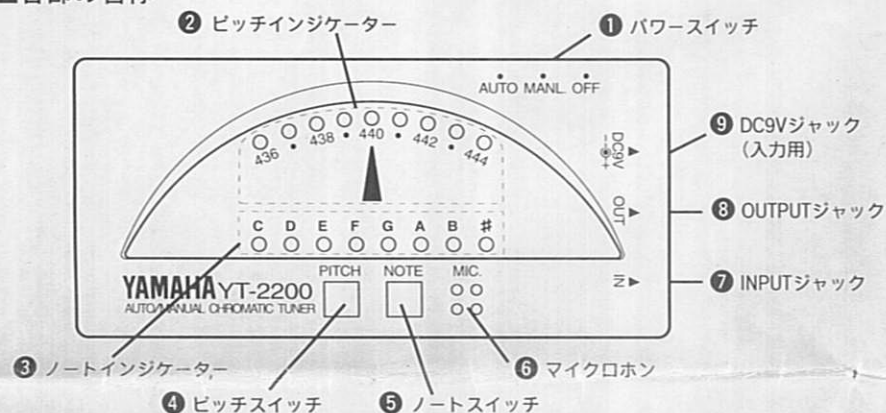 ❷ ピッチインジケーター
❶ パワースイッチ
AUTO MANL. OFF
436 • 438 • 440 • 442 • 444
DC9V
❾ DC9Vジャック
（入力用）
OUT
❽ OUTPUTジャック
C D E F G A B ♯
IN
❼ INPUTジャック
PITCH NOTE MIC.
YAMAHA YT-2200
AUTO/MANUAL CHROMATIC TUNER
❸ ノートインジケーター
❻ マイクロホン
❹ ピッチスイッチ
❺ ノートスイッチ